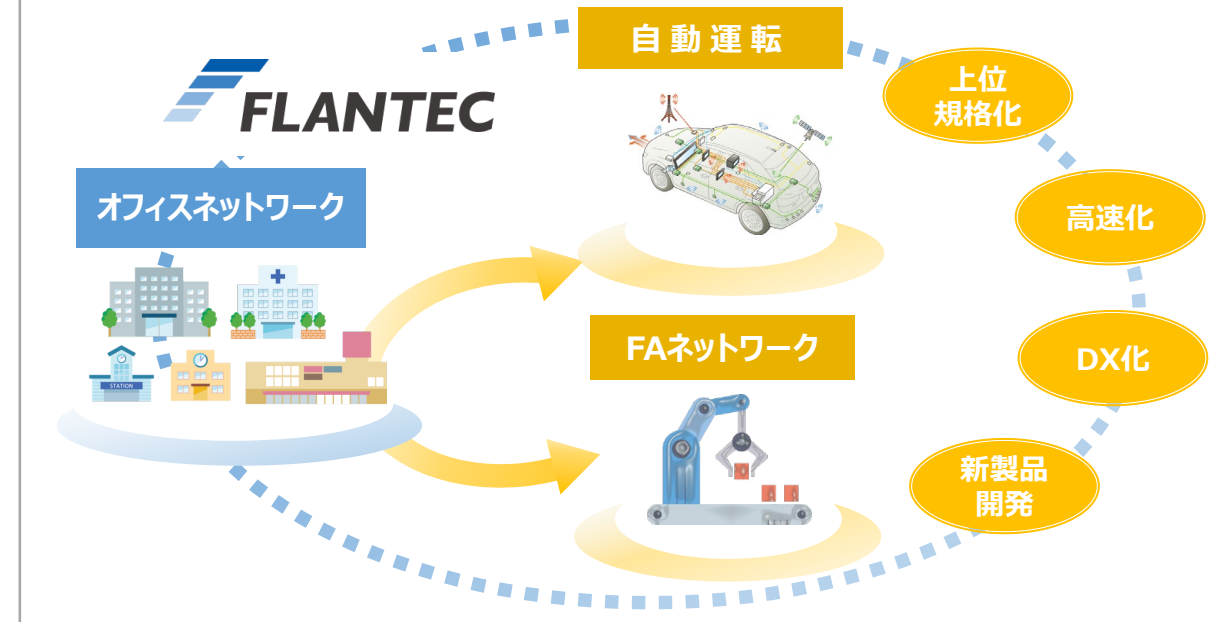 FLANTEC
オフィスネットワーク
STATION
自動運転
FAネットワーク
上位
規格化
高速化
DX化
新製品
開発